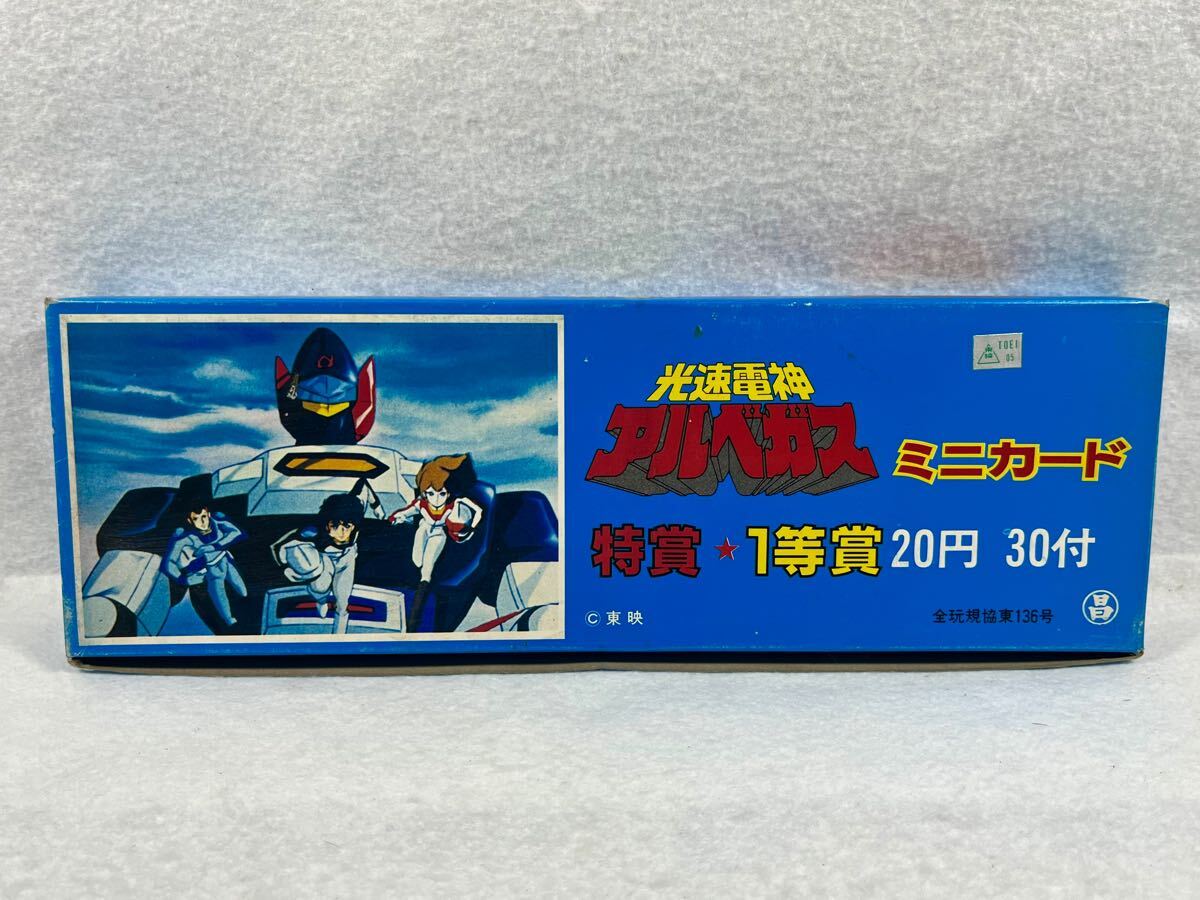 TOEI
05
光速電神
アルベガス
ミニカード
特賞★1等賞20円 30付
©東映
全玩規協東136号
昌